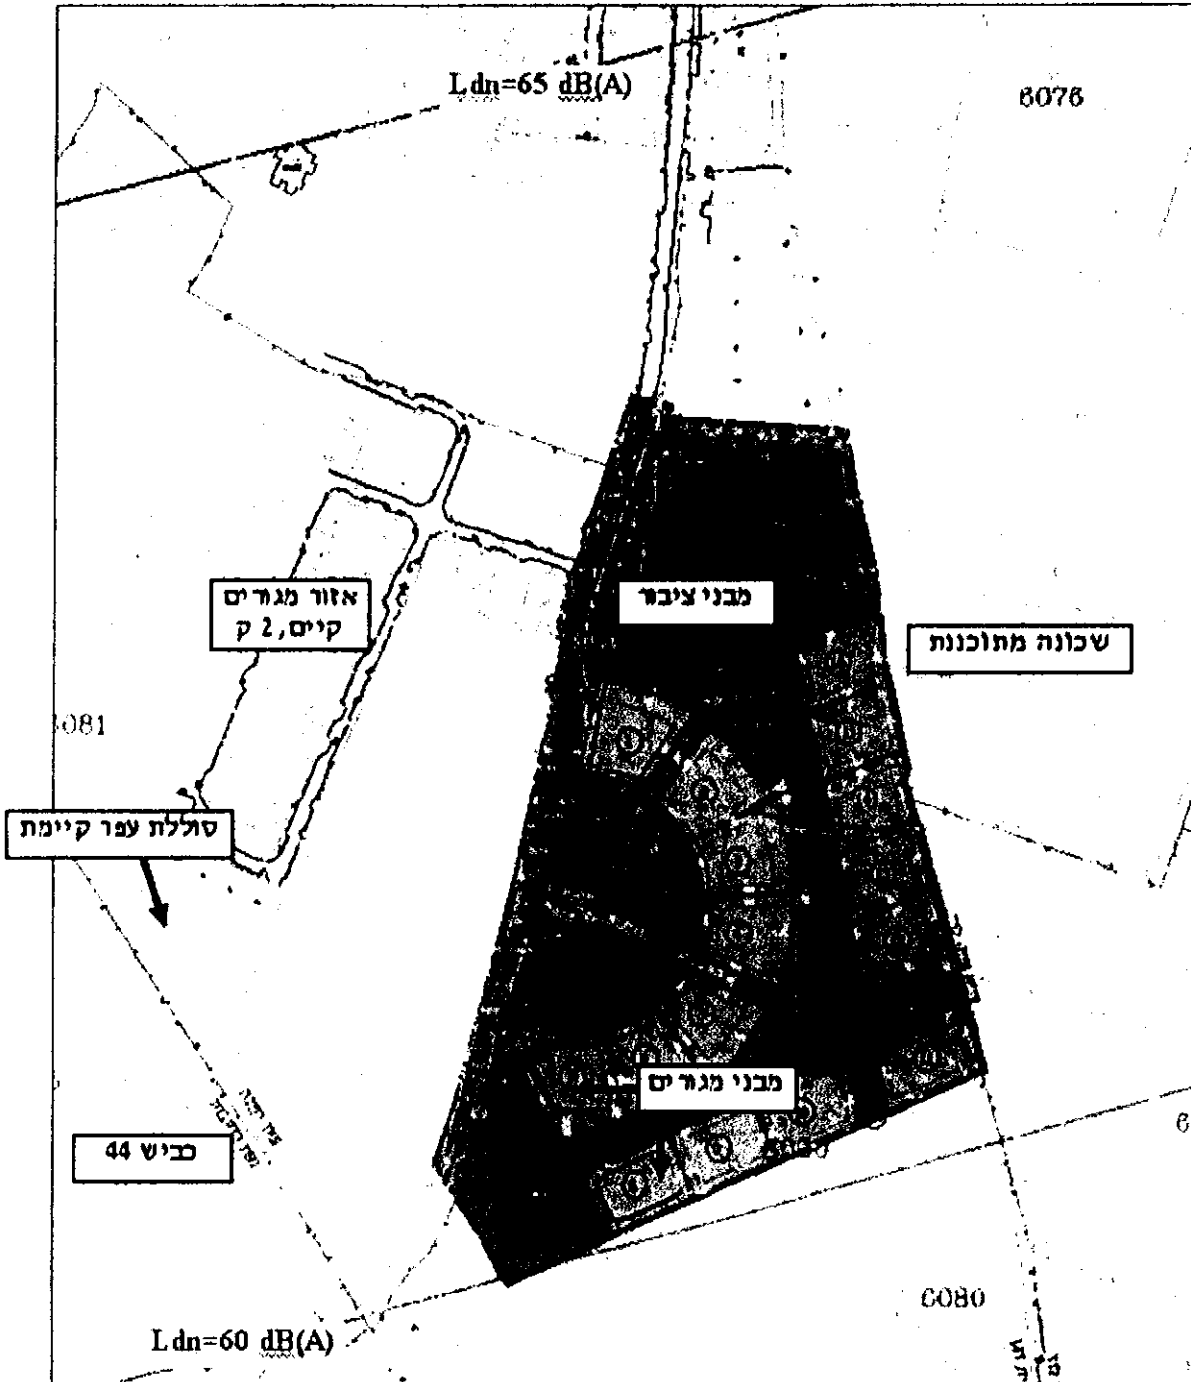 Ldn=65 dB(A)
6076
אזור מגורים
קיים, 2 ק
מבני ציבור
שכונה מתוכננת
סוללת עפר קיימת
מבני מגורים
כביש 44
6080
Ldn=60 dB(A)